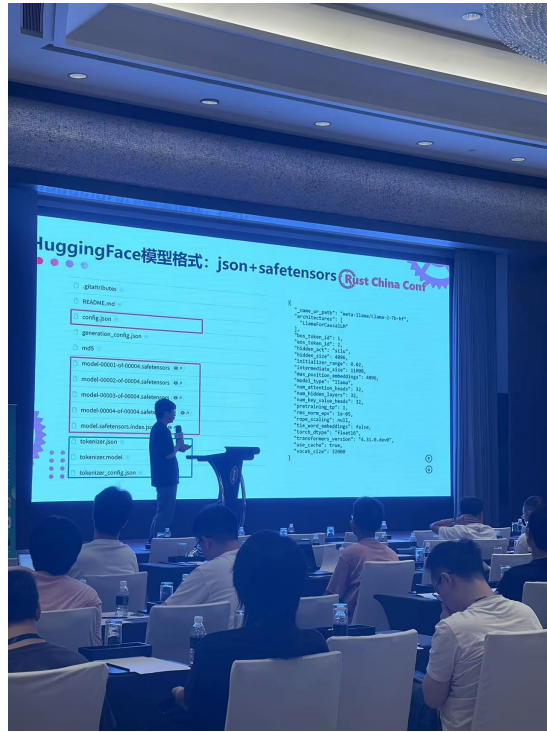 HuggingFace模型格式：json+safetensors
Rust China Conf
.gitattributes
README.md
config.json
generation_config.json
md5
model-00001-of-00004.safetensors
model-00002-of-00004.safetensors
model-00003-of-00004.safetensors
model-00004-of-00004.safetensors
model.safetensors.index.js
tokenizer.json
tokenizer.model
tokenizer_config.json
{
"_name_or_path": "meta-llama/Llama-2-7b-hf",
"architectures": [
"LlamaForCausalLM"
],
"bos_token_id": 1,
"eos_token_id": 2,
"hidden_act": "silu",
"hidden_size": 4096,
"initializer_range": 0.02,
"intermediate_size": 11008,
"max_position_embeddings": 4096,
"model_type": "llama",
"num_attention_heads": 32,
"num_hidden_layers": 32,
"num_key_value_heads": 32,
"pretraining_tp": 1,
"rms_norm_eps": 1e-05,
"rope_scaling": null,
"tie_word_embeddings": false,
"torch_dtype": "float16",
"transformers_version": "4.31.0.dev0",
"use_cache": true,
"vocab_size": 32000
}